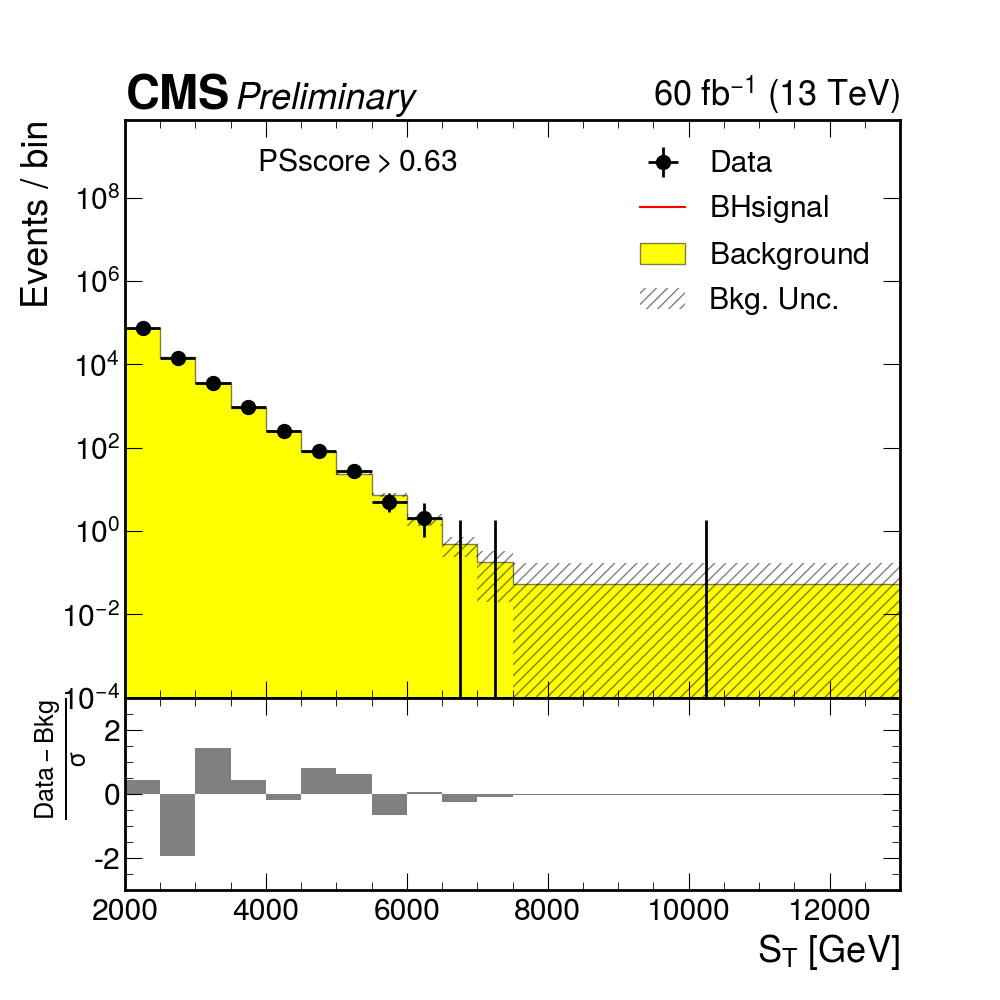 CMS Preliminary
60 fb⁻¹ (13 TeV)
Events / bin
PSscore > 0.63
Data
BHsignal
Background
Bkg. Unc.
10⁸
10⁶
10⁴
10²
10⁰
10⁻²
10⁻⁴
Data − Bkg
σ
2
0
-2
2000 4000 6000 8000 10000 12000
S_T [GeV]